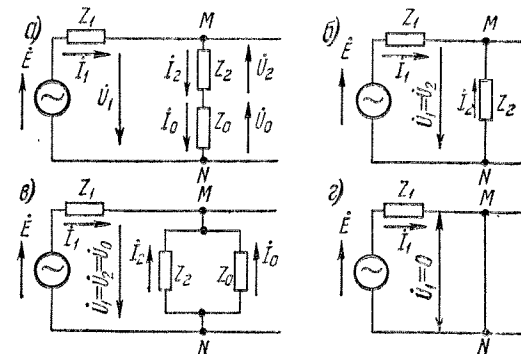 а)
Z₁
M
Ė
İ₁
U̇₁
İ₂
Z₂
U̇₂
İ₀
Z₀
U̇₀
N
б)
Z₁
M
Ė
İ₁
U̇₁=U̇₂
İ₂
Z₂
N
в)
Z₁
M
Ė
İ₁
U̇₁=U̇₂=U̇₀
İ₂
Z₂
Z₀
İ₀
N
г)
Z₁
M
Ė
İ₁
U̇₁=0
N